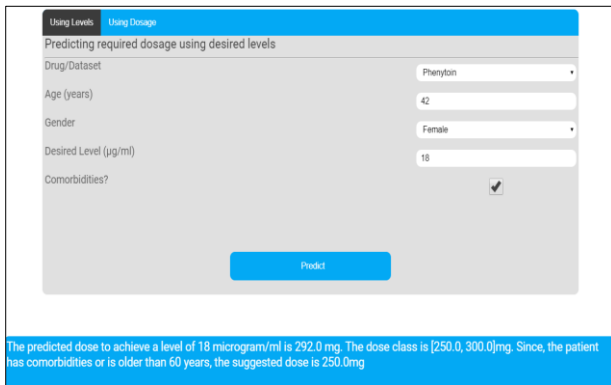 Using Levels Using Dosage
Predicting required dosage using desired levels
Drug/Dataset Phenytoin
Age (years) 42
Gender Female
Desired Level (μg/ml) 18
Comorbidities?
Predict
The predicted dose to achieve a level of 18 microgram/ml is 292.0 mg. The dose class is [250.0, 300.0]mg. Since, the patient
has comorbidities or is older than 60 years, the suggested dose is 250.0mg